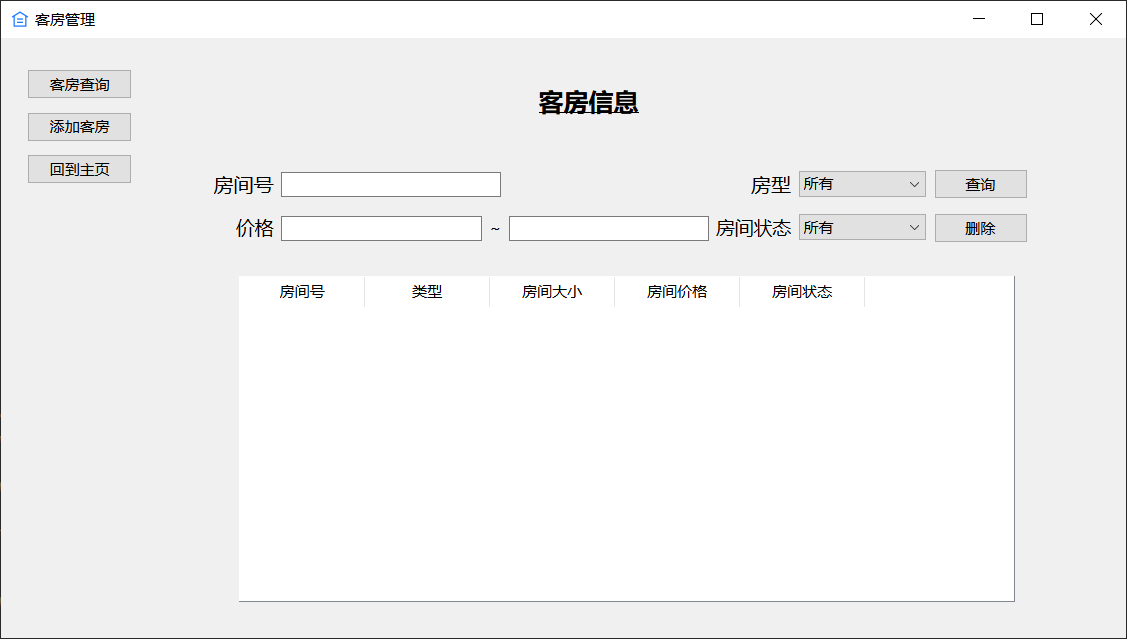 客房管理
客房查询
添加客房
回到主页
客房信息
房间号 房型 所有 查询
价格 ~ 房间状态 所有 删除
房间号 类型 房间大小 房间价格 房间状态